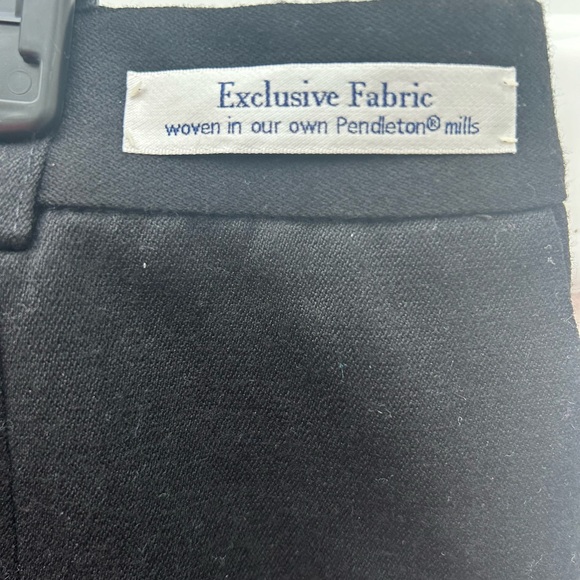 Exclusive Fabric
woven in our own Pendleton® mills